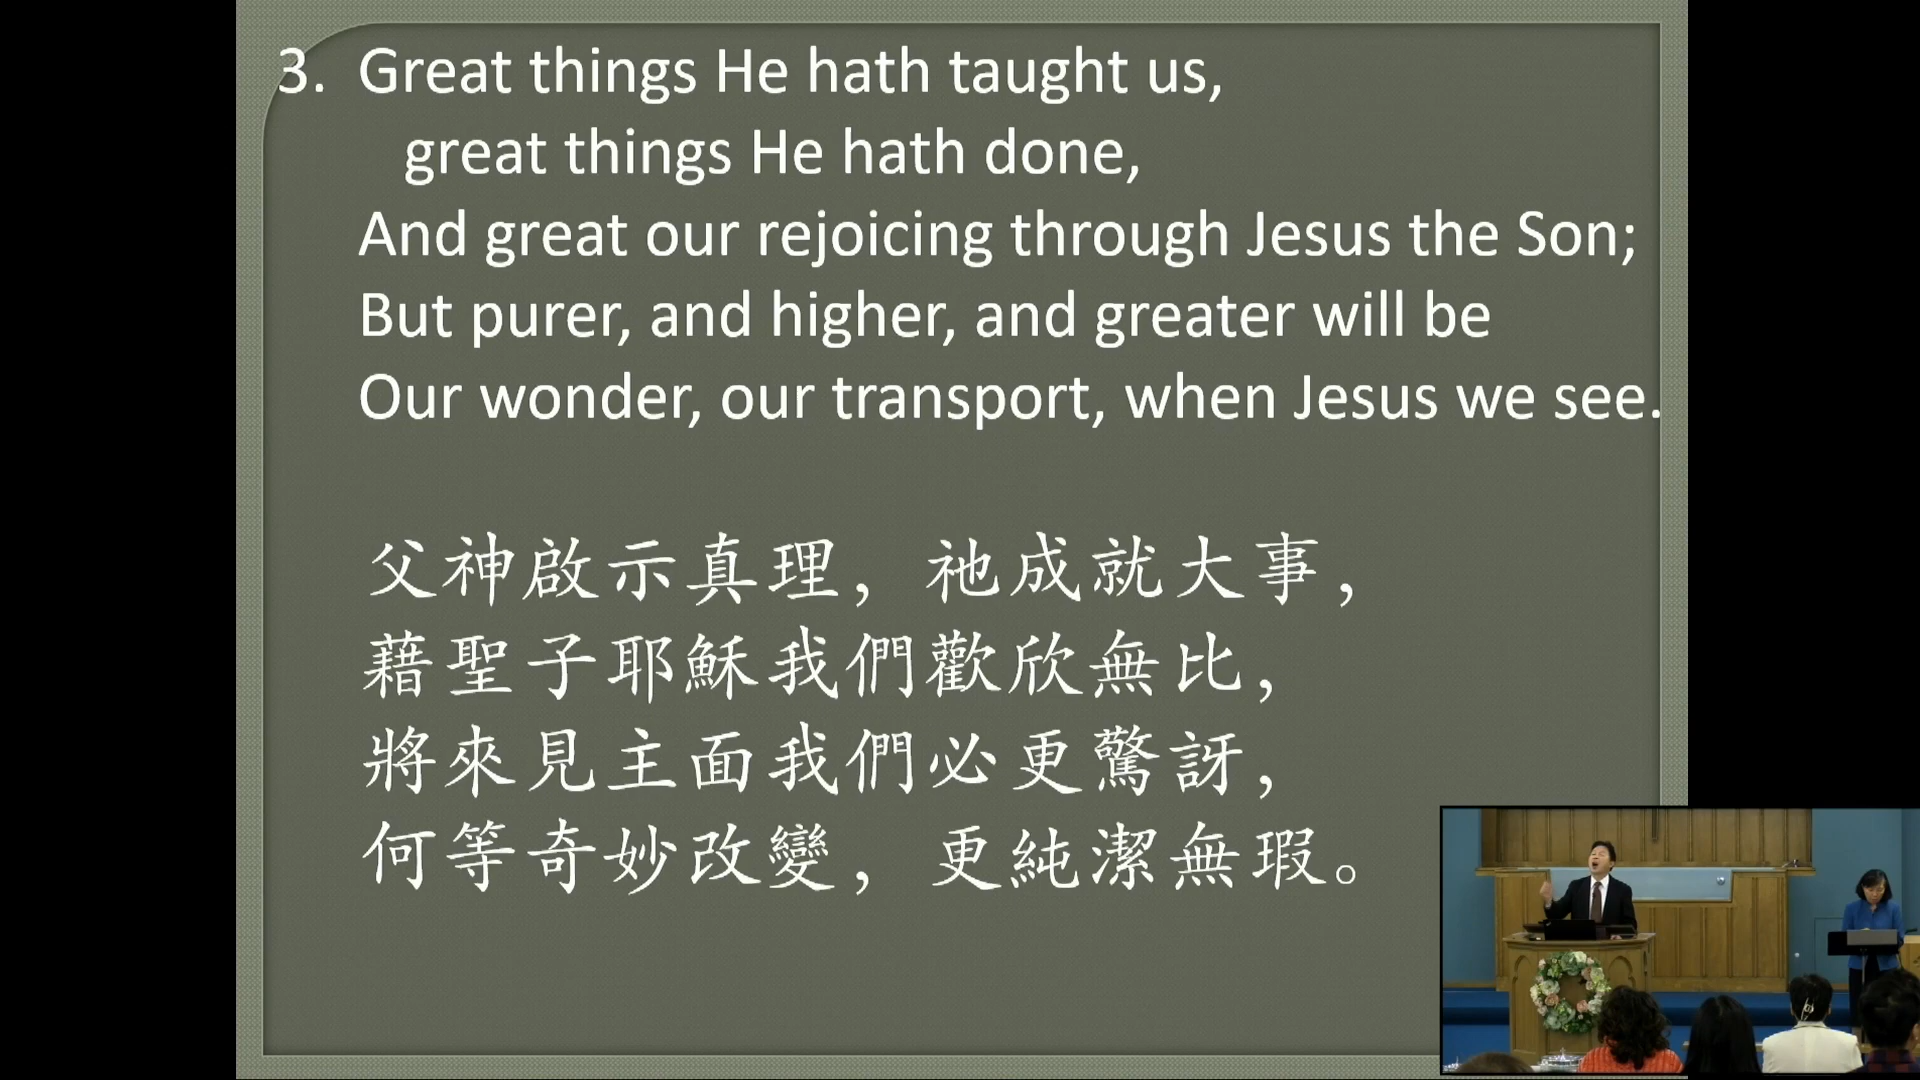 3. Great things He hath taught us,
great things He hath done,
And great our rejoicing through Jesus the Son;
But purer, and higher, and greater will be
Our wonder, our transport, when Jesus we see.
父神啟示真理，祂成就大事，
藉聖子耶穌我們歡欣無比，
將來見主面我們必更驚訝，
何等奇妙改變，更純潔無瑕。